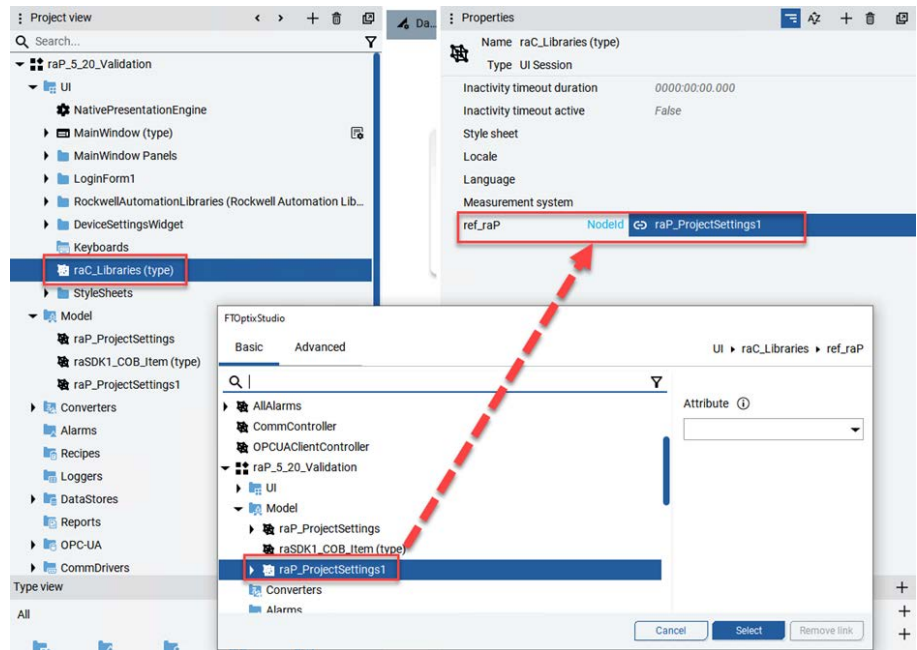 Project view
Search...
raP_5_20_Validation
UI
NativePresentationEngine
MainWindow (type)
MainWindow Panels
LoginForm1
RockwellAutomationLibraries (Rockwell Automation Lib...
DeviceSettingsWidget
Keyboards
raC_Libraries (type)
StyleSheets
Model
raP_ProjectSettings
raSDK1_COB_Item (type)
raP_ProjectSettings1
Converters
Alarms
Recipes
Loggers
DataStores
Reports
OPC-UA
CommDrivers
Type view
All
Da...
Properties
Name raC_Libraries (type)
Type UI Session
Inactivity timeout duration 0000:00:00.000
Inactivity timeout active False
Style sheet
Locale
Language
Measurement system
ref_raP NodeId raP_ProjectSettings1
FTOptixStudio
Basic Advanced
UI raC_Libraries ref_raP
AllAlarms
CommController
OPCUAClientController
raP_5_20_Validation
UI
Model
raP_ProjectSettings
raSDK1_COB_Item (type)
raP_ProjectSettings1
Converters
Alarms
Attribute
Cancel Select Remove link